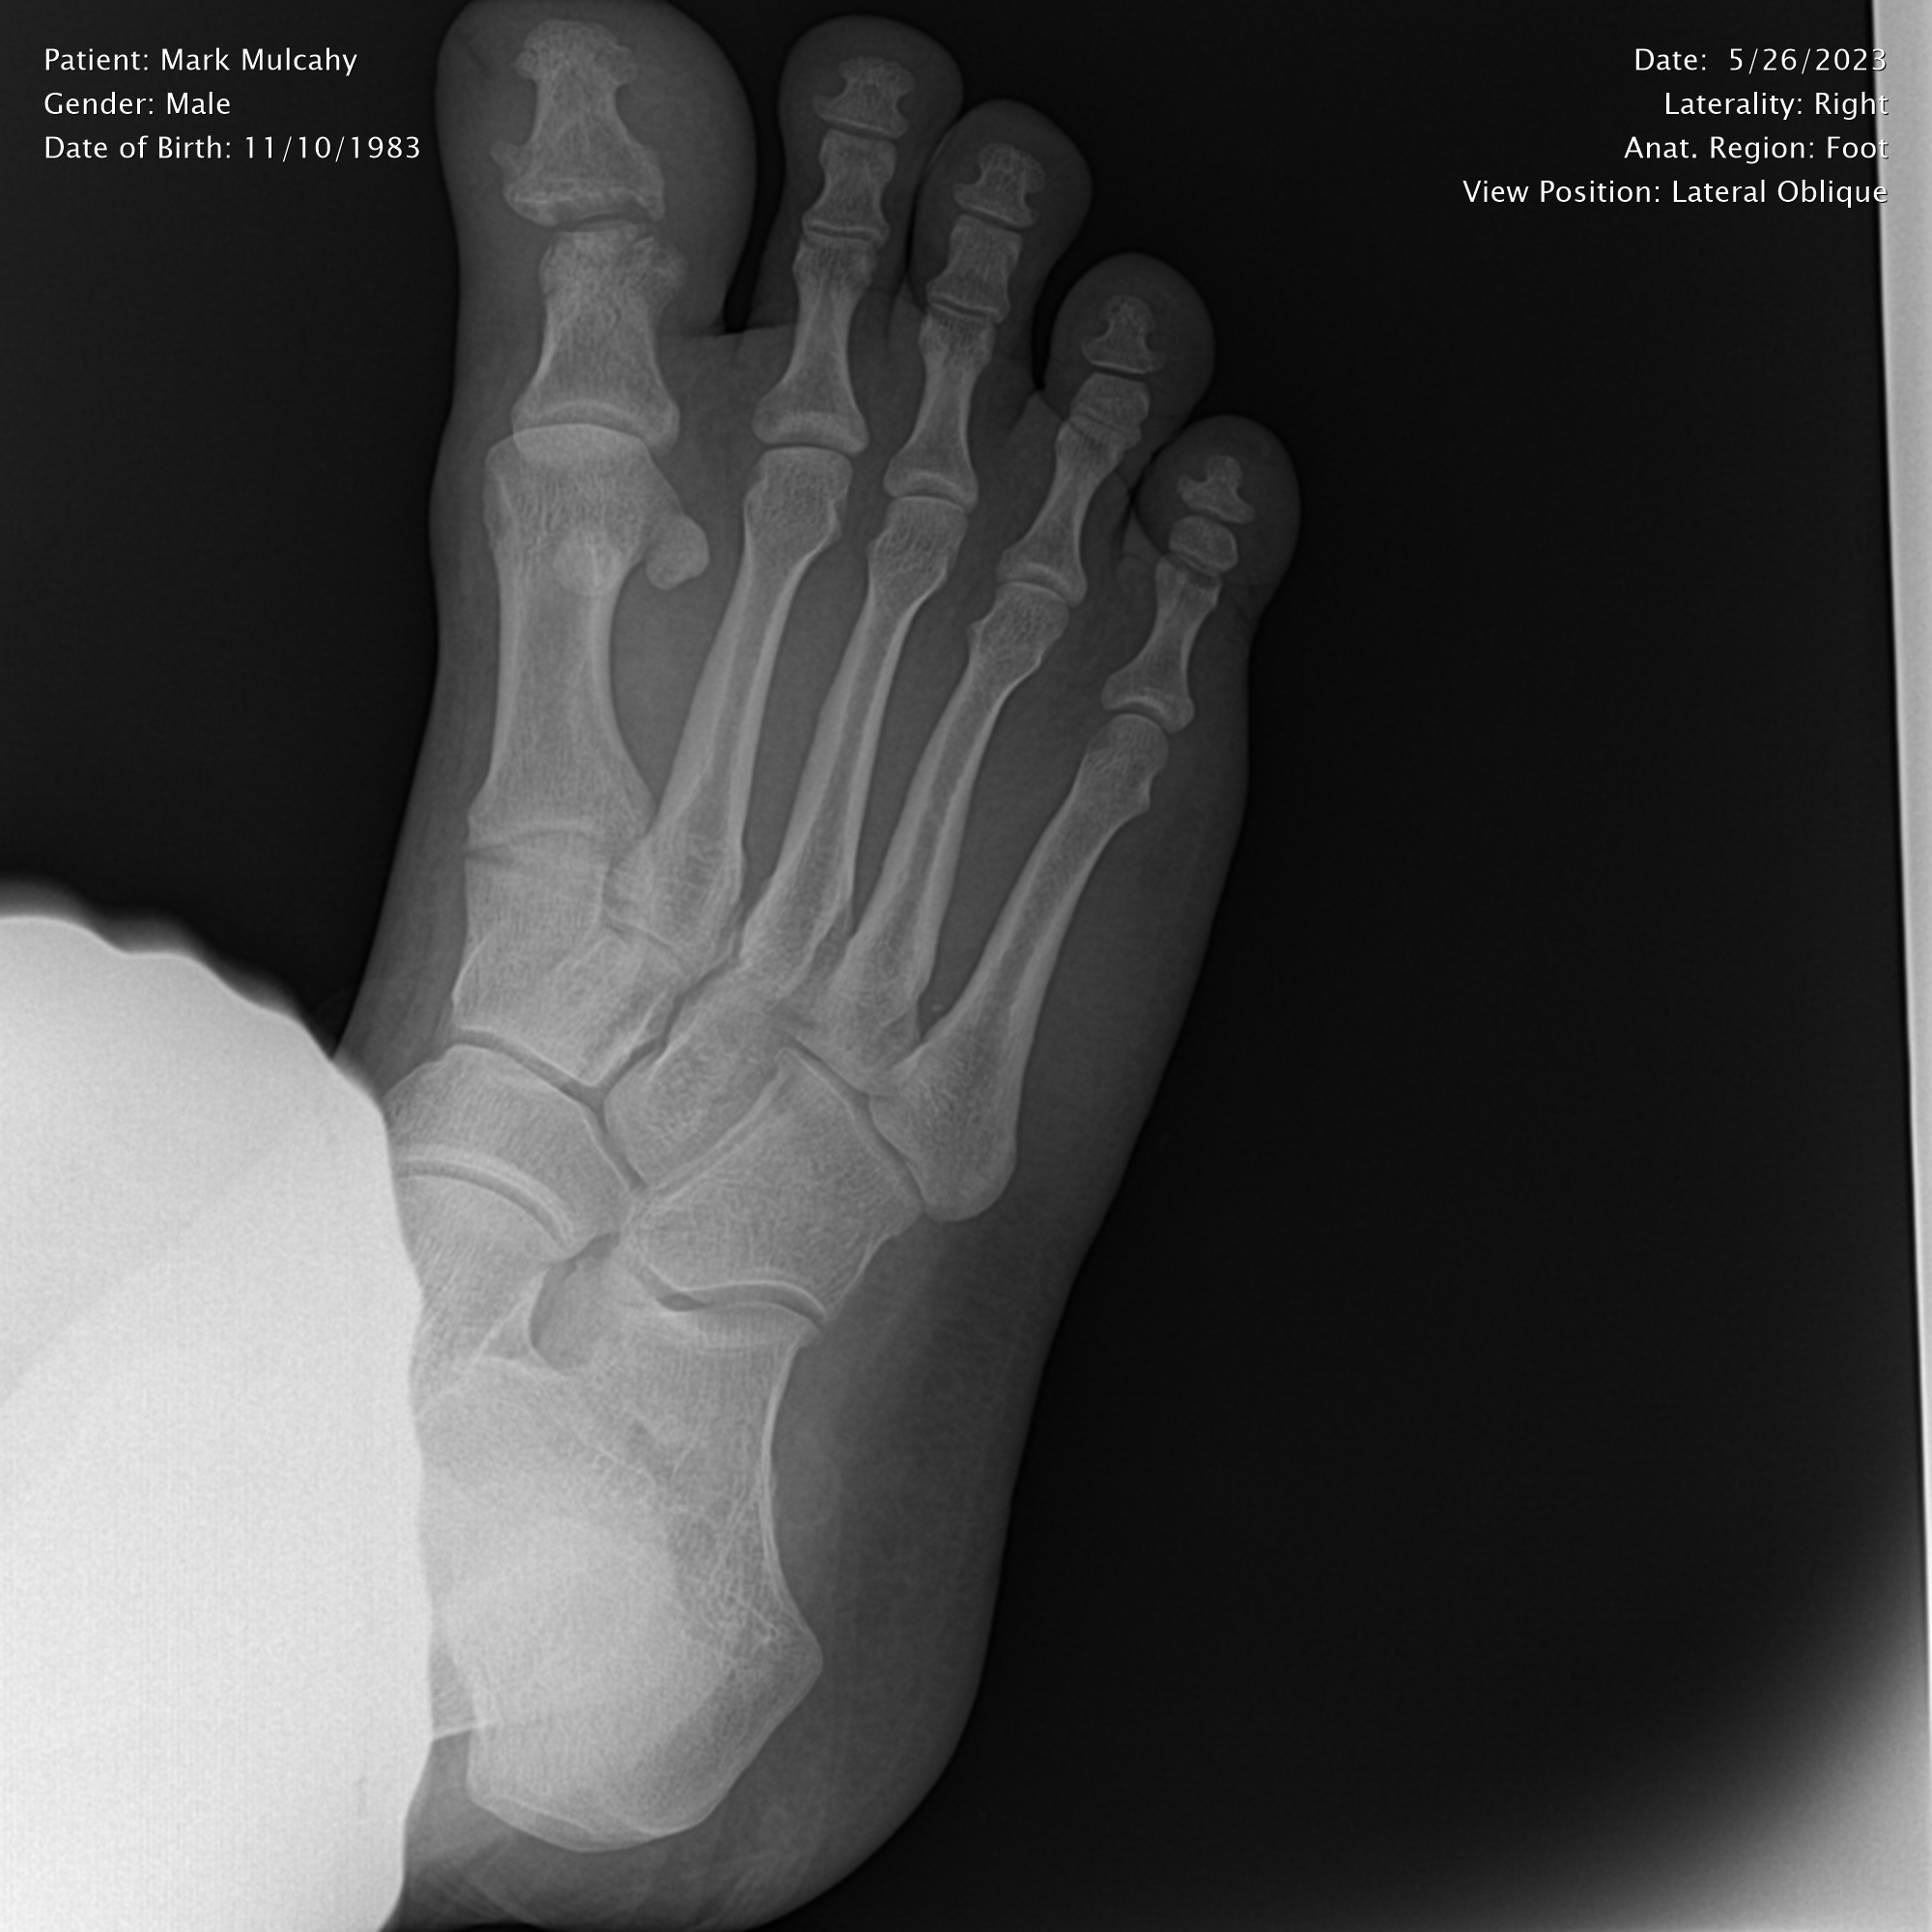 Patient: Mark Mulcahy
Gender: Male
Date of Birth: 11/10/1983
Date: 5/26/2023
Laterality: Right
Anat. Region: Foot
View Position: Lateral Oblique